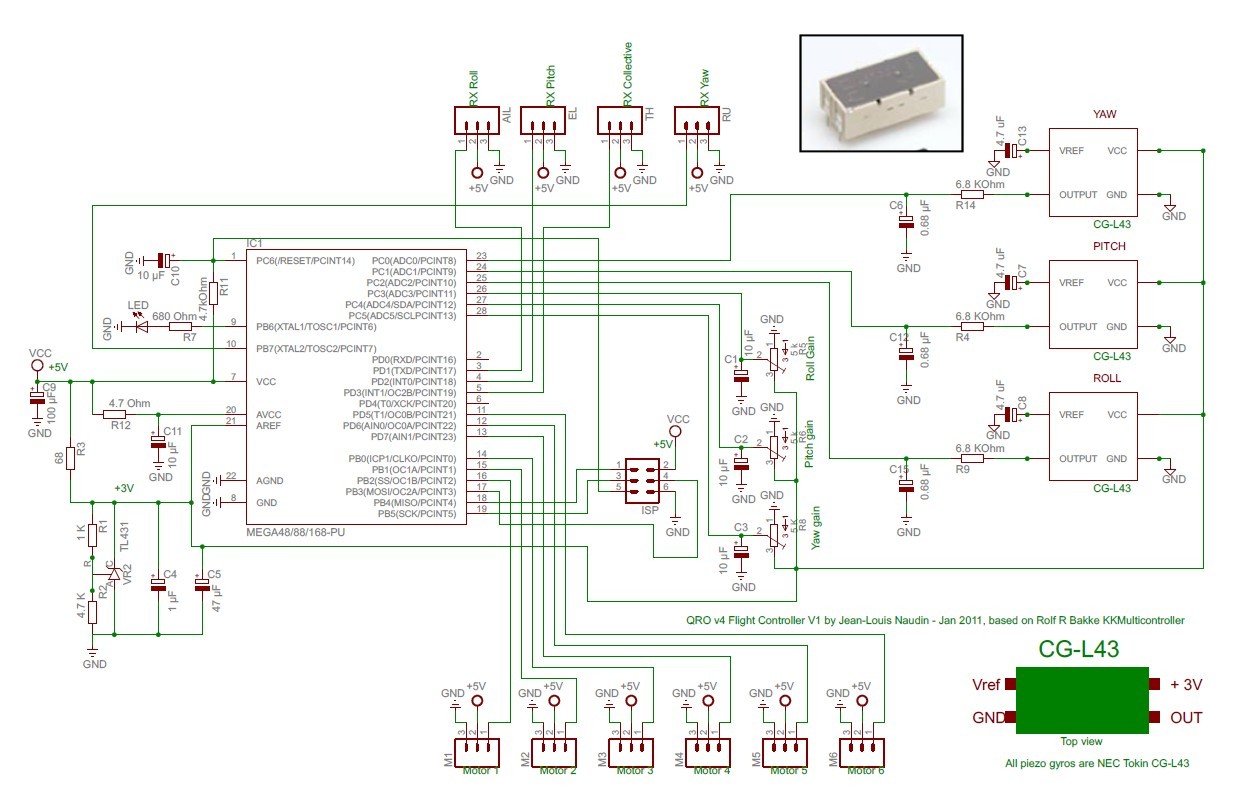 RX Roll
RX Pitch
RX Collective
RX Yaw
AIL
EL
TH
RU
1 2 3
1 2 3
1 2 3
1 2 3
+5V GND
+5V GND
+5V GND
+5V GND
YAW
4.7 uF
C13
GND
VREF VCC
OUTPUT GND
6.8 KOhm
R14
C6
0.68 µF
GND
GND
CG-L43
PITCH
4.7 uF
C7
GND
VREF VCC
OUTPUT GND
6.8 KOhm
R4
C12
0.68 µF
GND
GND
CG-L43
ROLL
4.7 uF
C8
GND
VREF VCC
OUTPUT GND
6.8 KOhm
R9
C15
0.68 µF
GND
GND
CG-L43
IC1
1 PC6(/RESET/PCINT14)
9 PB6(XTAL1/TOSC1/PCINT6)
10 PB7(XTAL2/TOSC2/PCINT7)
7 VCC
20 AVCC
21 AREF
22 AGND
8 GND
PC0(ADC0/PCINT8) 23
PC1(ADC1/PCINT9) 24
PC2(ADC2/PCINT10) 25
PC3(ADC3/PCINT11) 26
PC4(ADC4/SDA/PCINT12) 27
PC5(ADC5/SCLPCINT13) 28
PD0(RXD/PCINT16) 2
PD1(TXD/PCINT17) 3
PD2(INT0/PCINT18) 4
PD3(INT1/OC2B/PCINT19) 5
PD4(T0/XCK/PCINT20) 6
PD5(T1/OC0B/PCINT21) 11
PD6(AIN0/OC0A/PCINT22) 12
PD7(AIN1/PCINT23) 13
PB0(ICP1/CLKO/PCINT0) 14
PB1(OC1A/PCINT1) 15
PB2(SS/OC1B/PCINT2) 16
PB3(MOSI/OC2A/PCINT3) 17
PB4(MISO/PCINT4) 18
PB5(SCK/PCINT5) 19
MEGA48/88/168-PU
GND
10 µF
C10
4.7kOhm
R11
LED
680 Ohm
GND
R7
VCC
+5V
C9
100 µF
GND
4.7 Ohm
R12
C11
10 µF
GND
68
R3
GND
GND
+3V
1 K
R1
TL431
R
A
C
VR2
4.7 K
R2
C4
1 µF
C5
47 µF
GND
GND
10 µF
C1
1
2
3
5 k
R5
Roll Gain
GND
GND
C2
10 µF
1
2
3
5 k
R6
Pitch gain
GND
GND
C3
10 µF
1
2
3
5 K
R8
Yaw gain
GND
VCC
+5V
1 2
3 4
5 6
ISP
GND
QRO v4 Flight Controller V1 by Jean-Louis Naudin - Jan 2011, based on Rolf R Bakke KKMulticontroller
CG-L43
Vref + 3V
GND OUT
Top view
All piezo gyros are NEC Tokin CG-L43
GND +5V
GND +5V
GND +5V
GND +5V
GND +5V
GND +5V
3 2 1
3 2 1
3 2 1
3 2 1
3 2 1
3 2 1
M1
M2
M3
M4
M5
M6
Motor 1
Motor 2
Motor 3
Motor 4
Motor 5
Motor 6